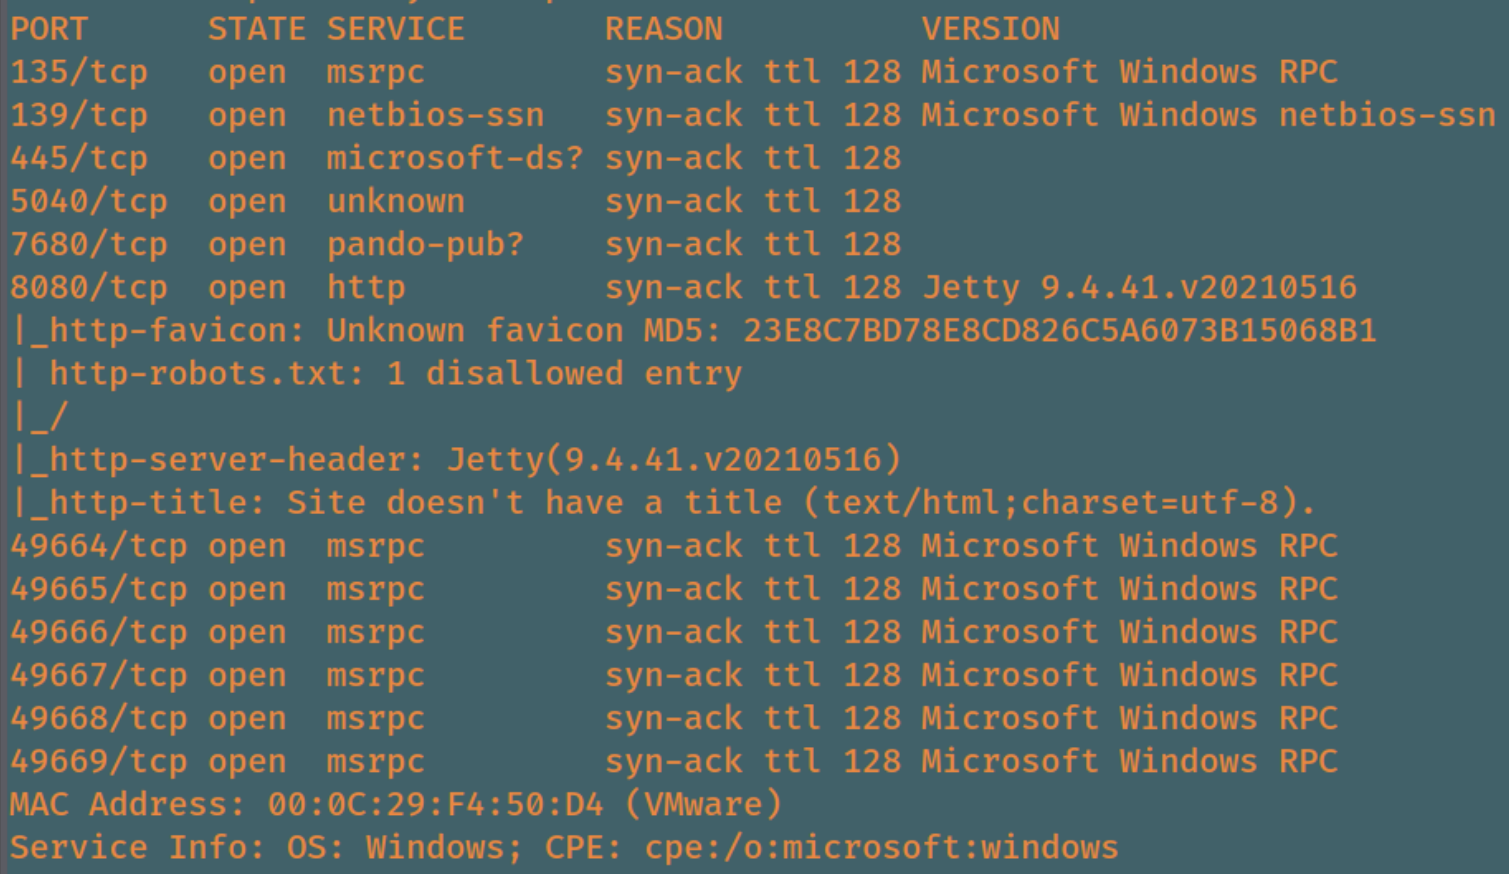 PORT STATE SERVICE REASON VERSION
135/tcp open msrpc syn-ack ttl 128 Microsoft Windows RPC
139/tcp open netbios-ssn syn-ack ttl 128 Microsoft Windows netbios-ssn
445/tcp open microsoft-ds? syn-ack ttl 128
5040/tcp open unknown syn-ack ttl 128
7680/tcp open pando-pub? syn-ack ttl 128
8080/tcp open http syn-ack ttl 128 Jetty 9.4.41.v20210516
|_http-favicon: Unknown favicon MD5: 23E8C7BD78E8CD826C5A6073B15068B1
| http-robots.txt: 1 disallowed entry
|_/
|_http-server-header: Jetty(9.4.41.v20210516)
|_http-title: Site doesn't have a title (text/html;charset=utf-8).
49664/tcp open msrpc syn-ack ttl 128 Microsoft Windows RPC
49665/tcp open msrpc syn-ack ttl 128 Microsoft Windows RPC
49666/tcp open msrpc syn-ack ttl 128 Microsoft Windows RPC
49667/tcp open msrpc syn-ack ttl 128 Microsoft Windows RPC
49668/tcp open msrpc syn-ack ttl 128 Microsoft Windows RPC
49669/tcp open msrpc syn-ack ttl 128 Microsoft Windows RPC
MAC Address: 00:0C:29:F4:50:D4 (VMware)
Service Info: OS: Windows; CPE: cpe:/o:microsoft:windows